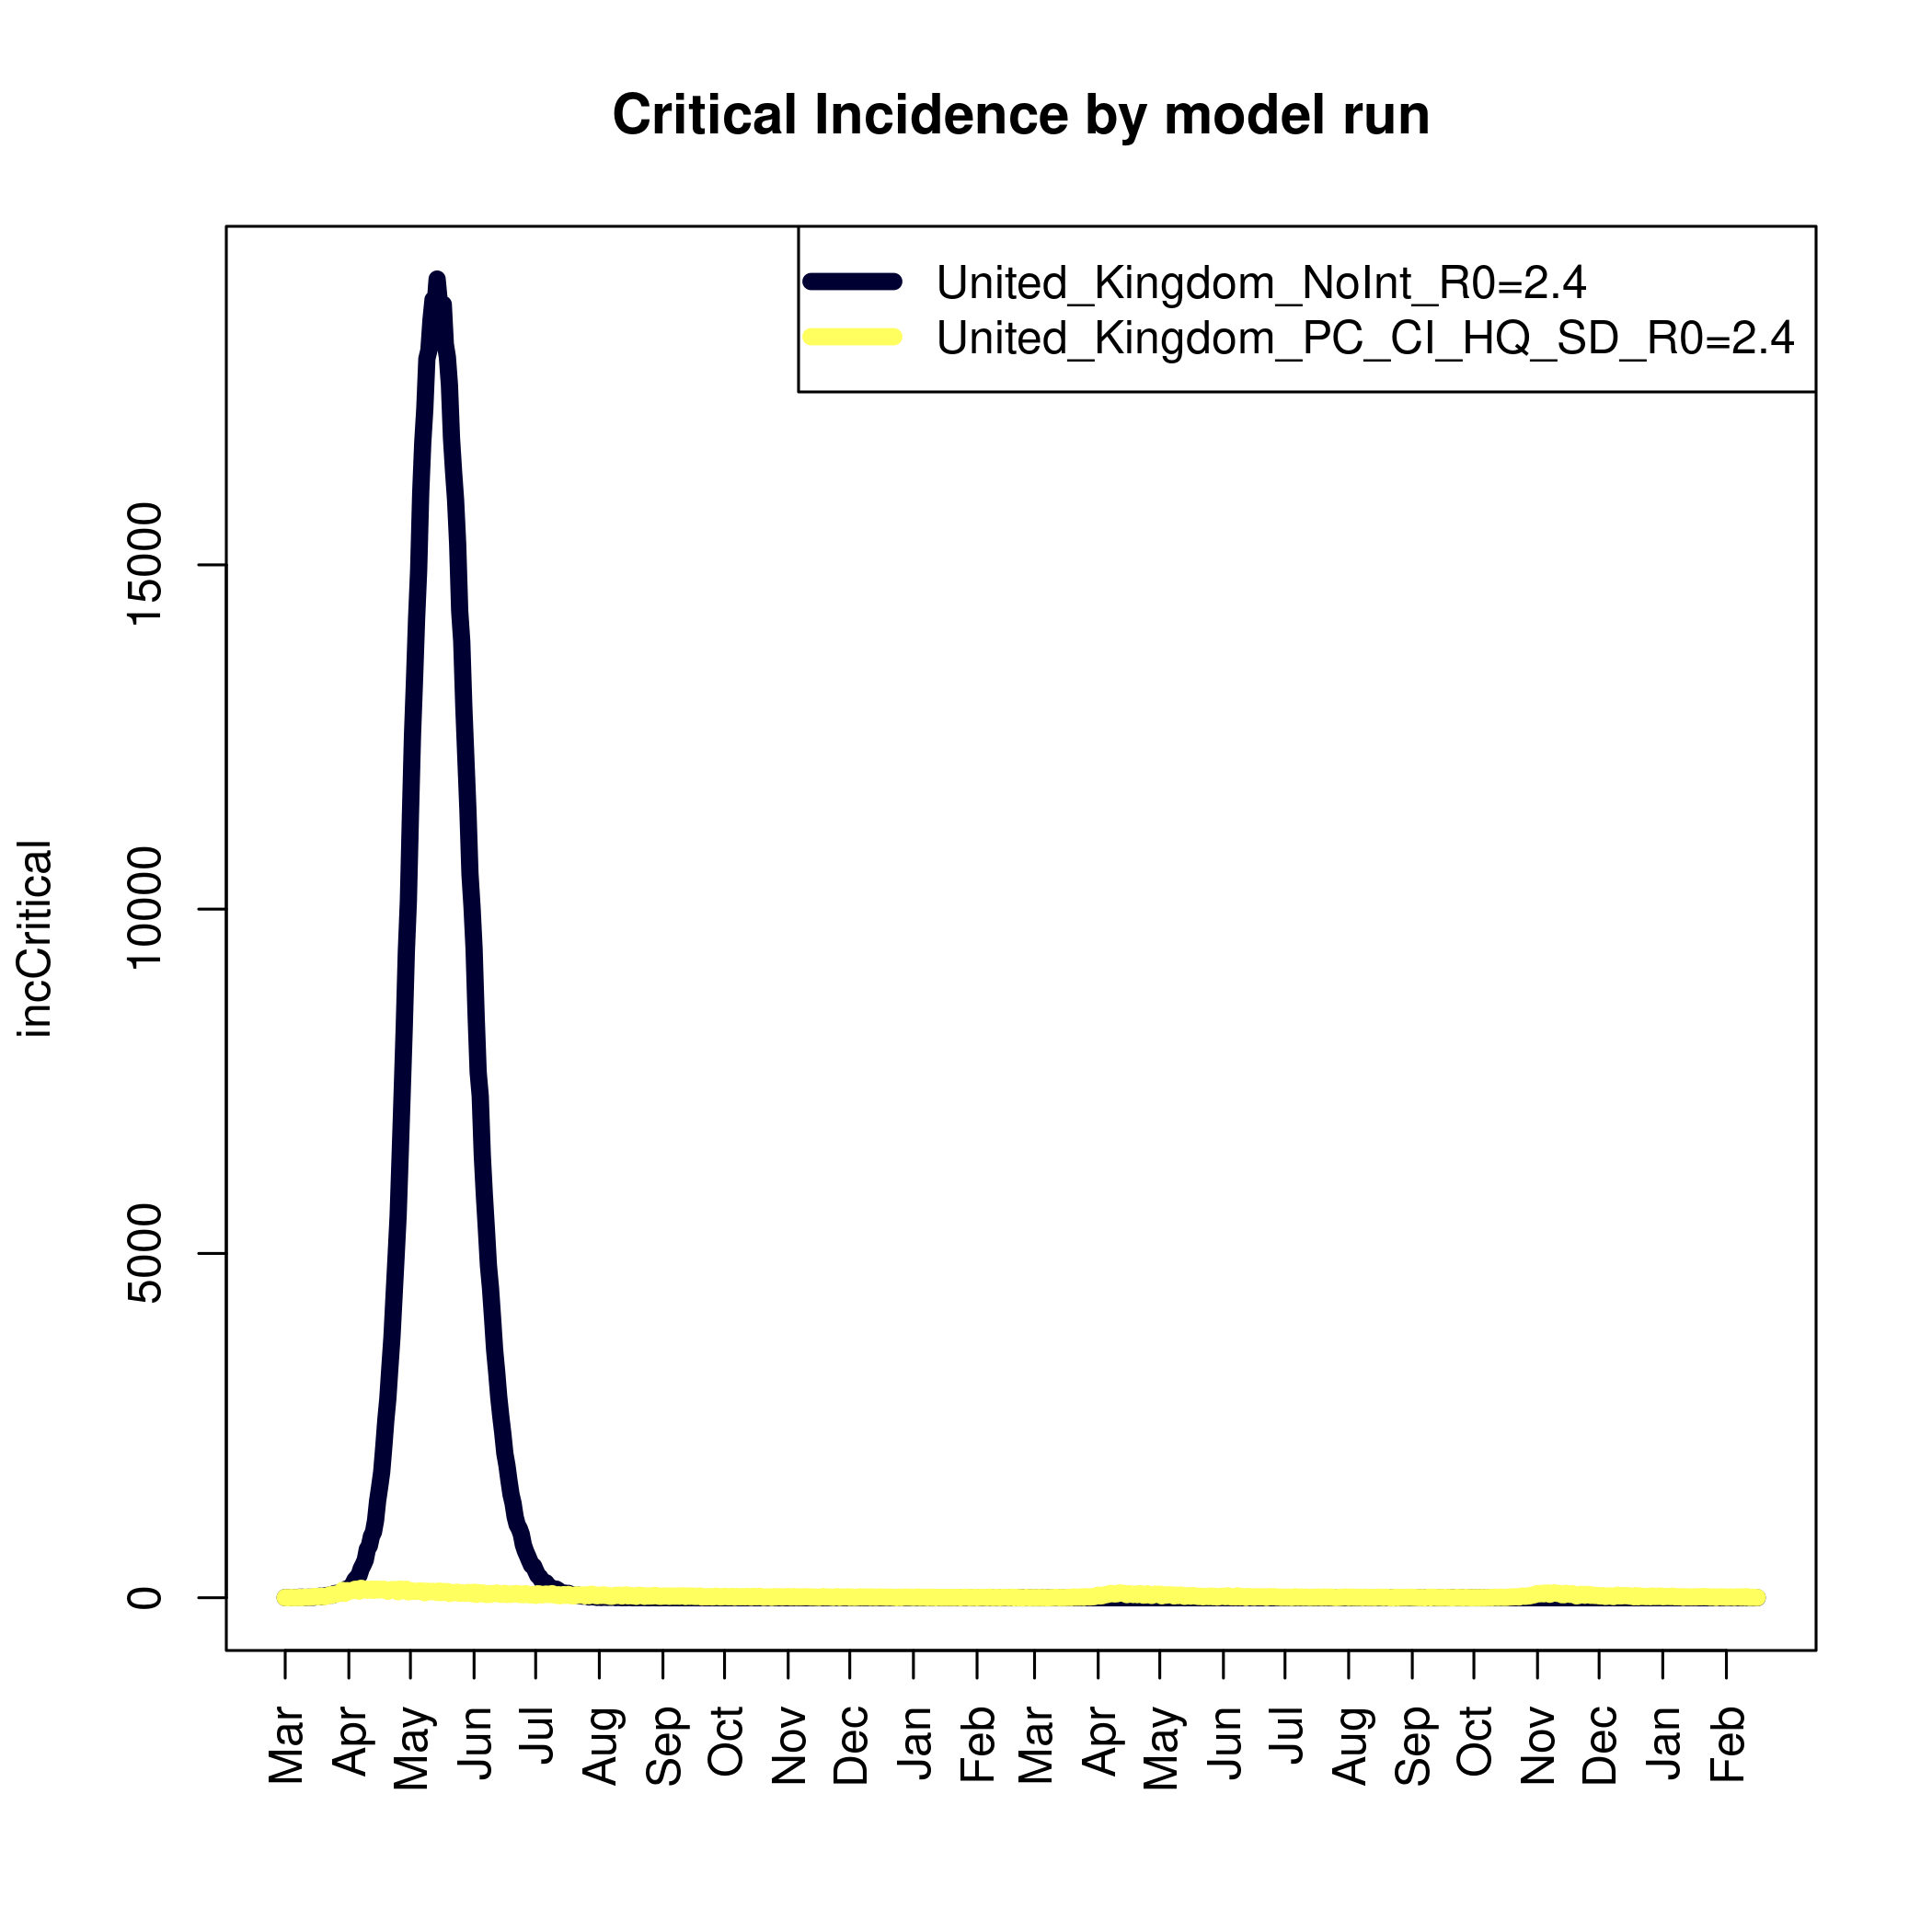 Critical Incidence by model run
United_Kingdom_NoInt_R0=2.4
United_Kingdom_PC_CI_HQ_SD_R0=2.4
incCritical
15000
10000
5000
0
Mar Apr May Jun Jul Aug Sep Oct Nov Dec Jan Feb Mar Apr May Jun Jul Aug Sep Oct Nov Dec Jan Feb